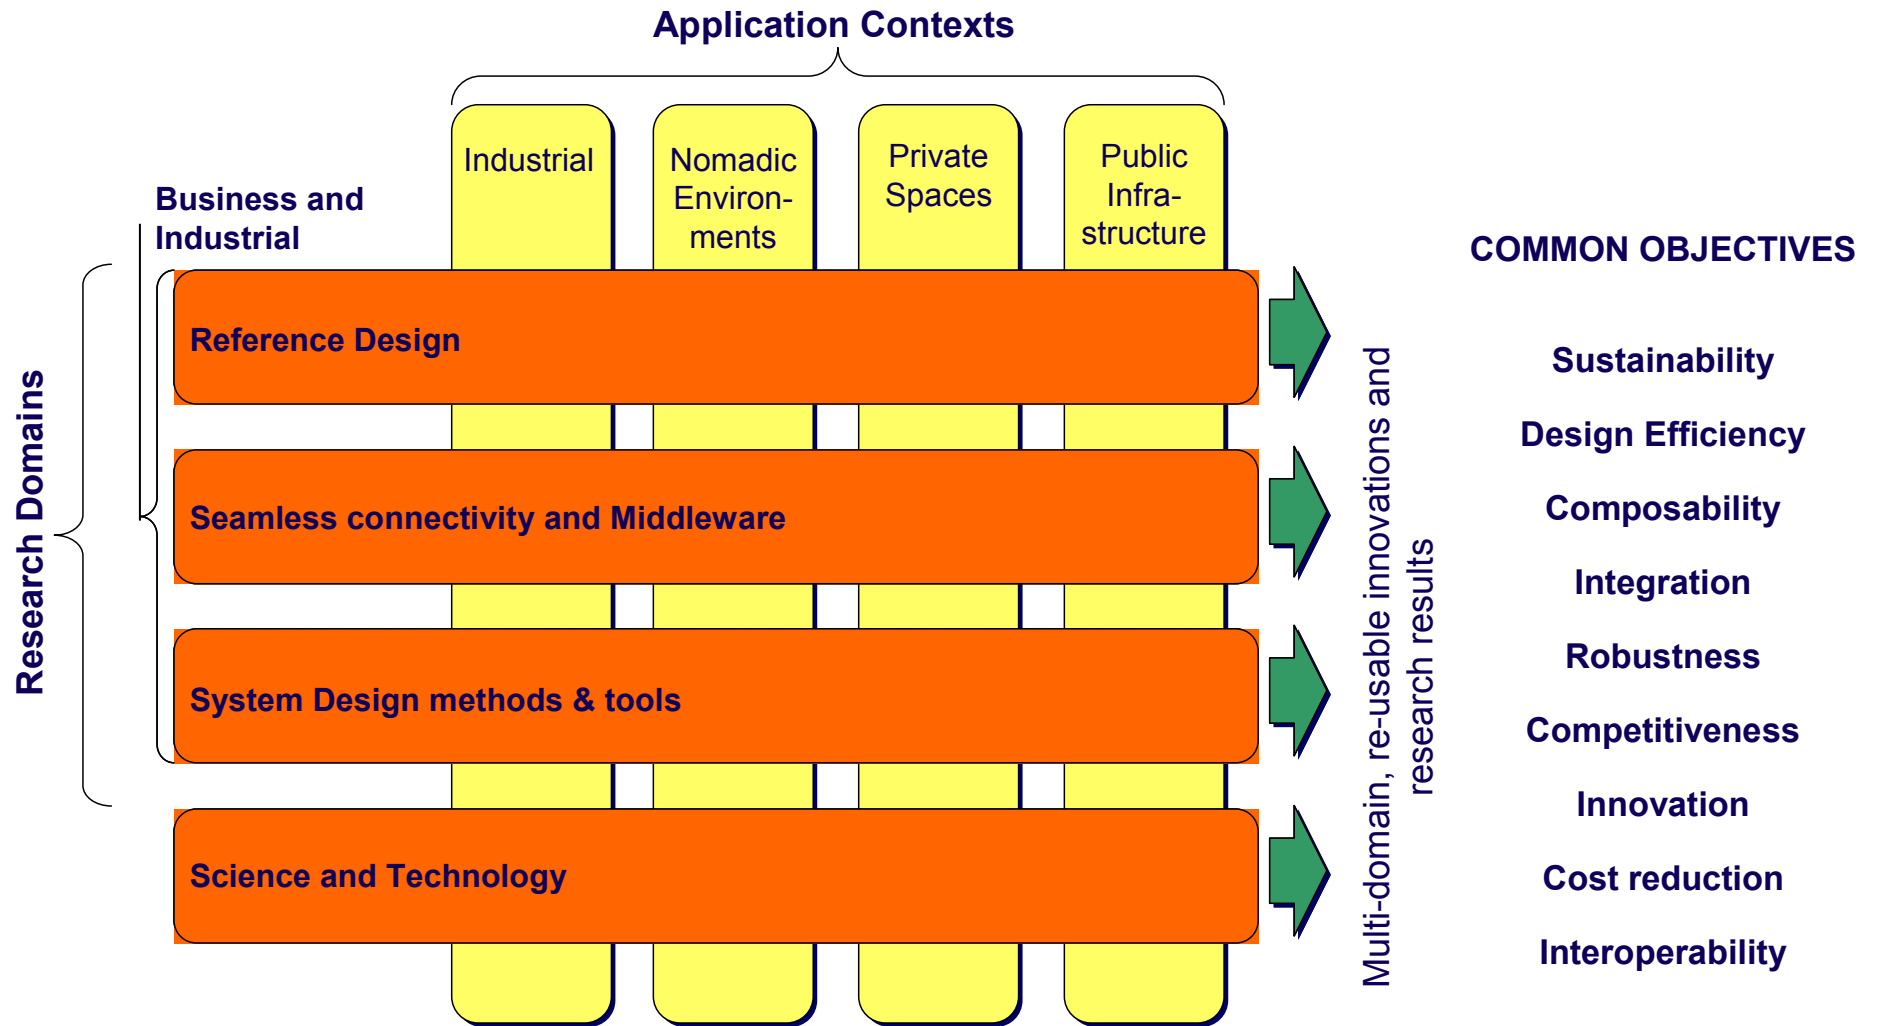 Application Contexts
Industrial
Nomadic
Environ-
ments
Private
Spaces
Public
Infra-
structure
Business and
Industrial
Research Domains
Reference Design
Seamless connectivity and Middleware
System Design methods & tools
Science and Technology
Multi-domain, re-usable innovations and
research results
COMMON OBJECTIVES
Sustainability
Design Efficiency
Composability
Integration
Robustness
Competitiveness
Innovation
Cost reduction
Interoperability